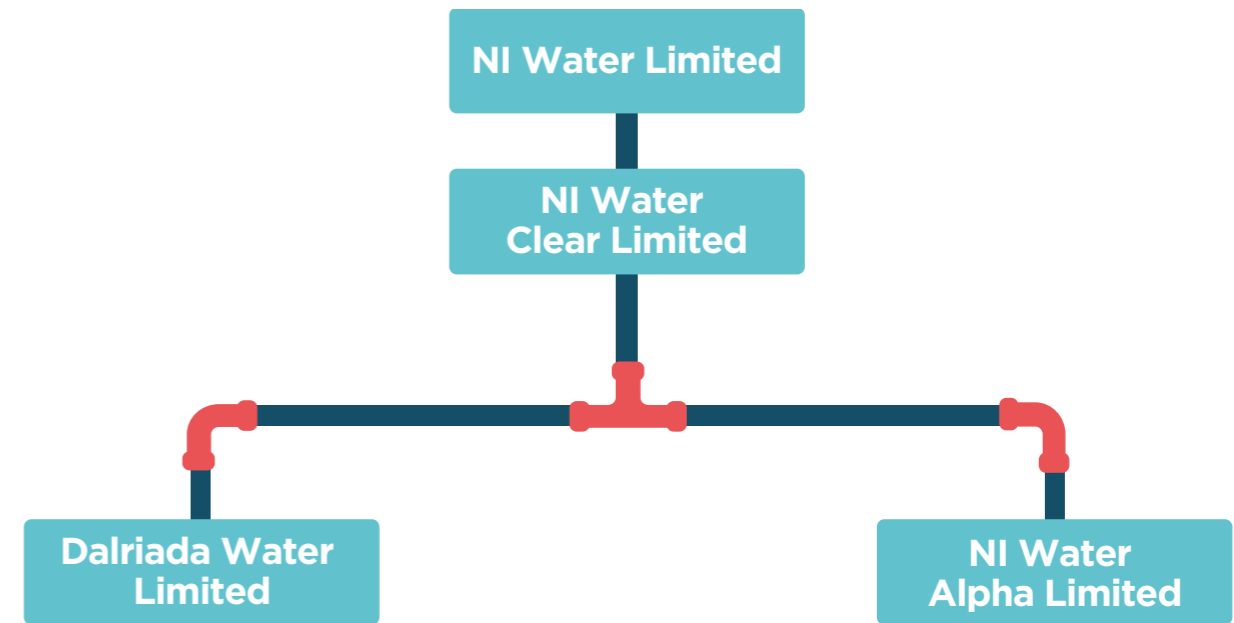 NI Water Limited
NI Water
Clear Limited
Dalriada Water
Limited
NI Water
Alpha Limited